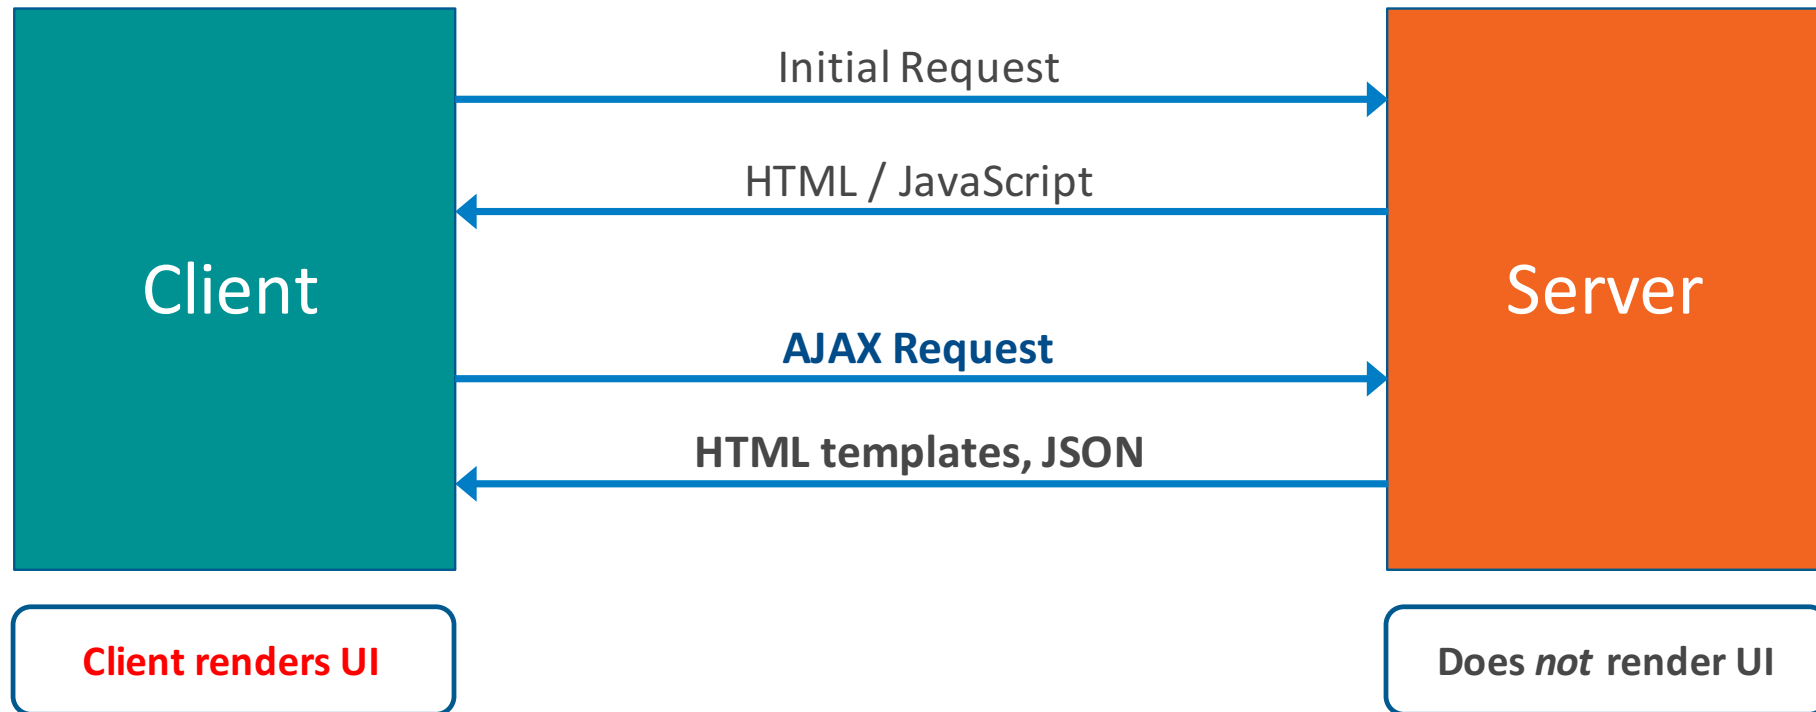 Initial Request
HTML / JavaScript
Client
Server
AJAX Request
HTML templates, JSON
Client renders UI
Does not render UI